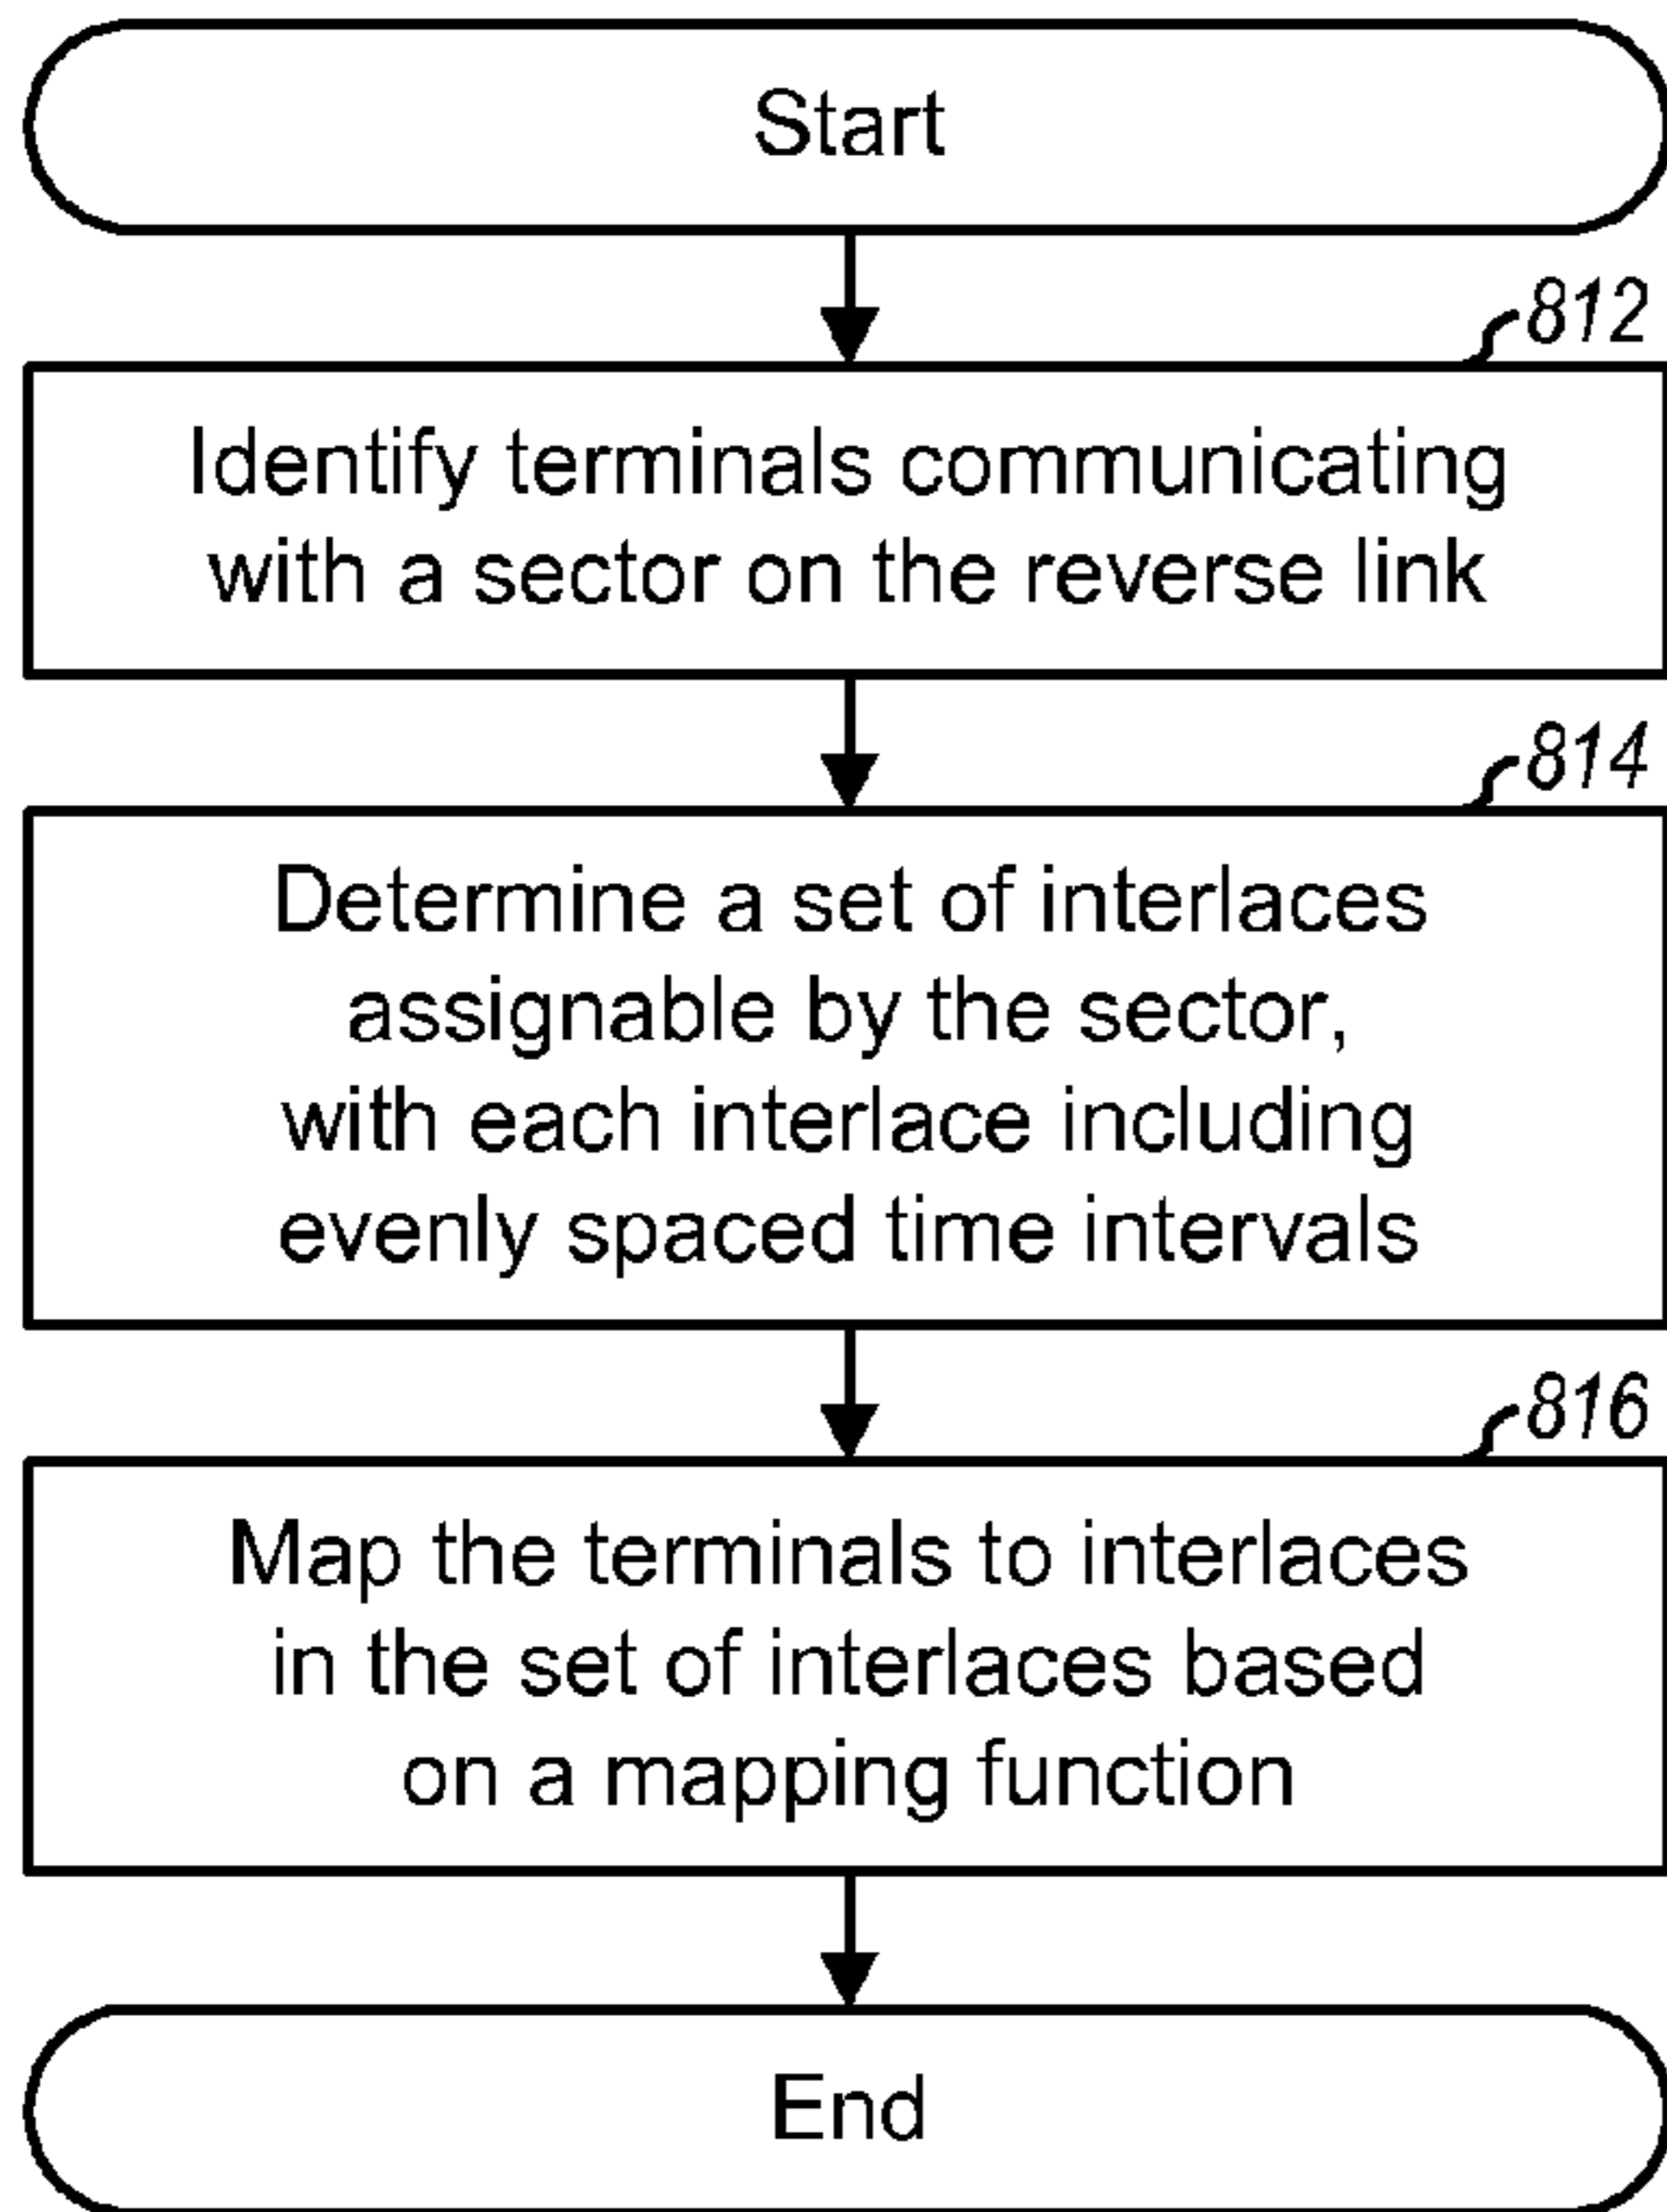 Start
812
Identify terminals communicating
with a sector on the reverse link
814
Determine a set of interlaces
assignable by the sector,
with each interlace including
evenly spaced time intervals
816
Map the terminals to interlaces
in the set of interlaces based
on a mapping function
End